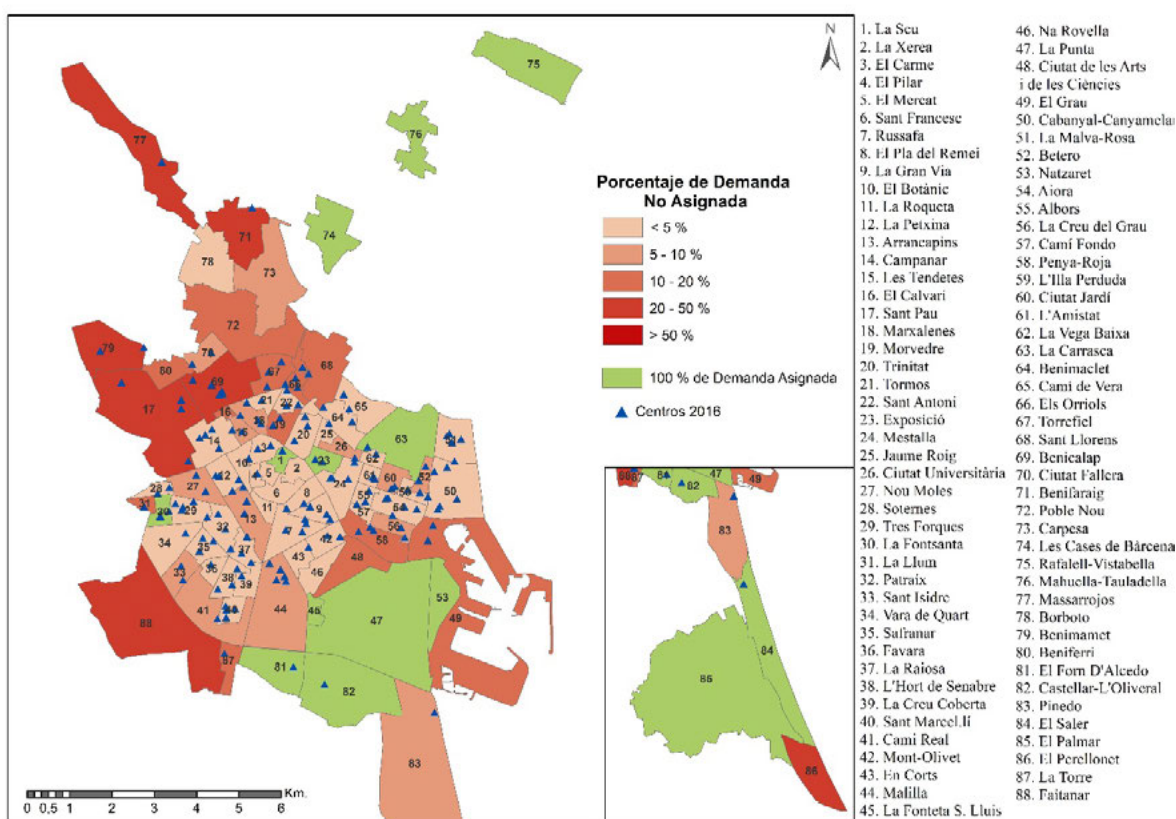 N
Porcentaje de Demanda
No Asignada
< 5 %
5 - 10 %
10 - 20 %
20 - 50 %
> 50 %
100 % de Demanda Asignada
Centros 2016
0 0,5 1 2 3 4 5 6 Km.
1. La Seu
2. La Xerea
3. El Carme
4. El Pilar
5. El Mercat
6. Sant Francesc
7. Russafa
8. El Pla del Remei
9. La Gran Via
10. El Botànic
11. La Roqueta
12. La Petxina
13. Arrancapins
14. Campanar
15. Les Tendetes
16. El Calvari
17. Sant Pau
18. Marxalenes
19. Morvedre
20. Trinitat
21. Tormos
22. Sant Antoni
23. Exposició
24. Mestalla
25. Jaume Roig
26. Ciutat Universitària
27. Nou Moles
28. Soternes
29. Tres Forques
30. La Fontsanta
31. La Llum
32. Patraix
33. Sant Isidre
34. Vara de Quart
35. Safranar
36. Favara
37. La Raiosa
38. L'Hort de Senabre
39. La Creu Coberta
40. Sant Marcel.lí
41. Cami Real
42. Mont-Olivet
43. En Corts
44. Malilla
45. La Fonteta S. Lluis
46. Na Rovella
47. La Punta
48. Ciutat de les Arts
i de les Ciències
49. El Grau
50. Cabanyal-Canyamelar
51. La Malva-Rosa
52. Betero
53. Natzaret
54. Aiora
55. Albors
56. La Creu del Grau
57. Camí Fondo
58. Penya-Roja
59. L'Illa Perduda
60. Ciutat Jardí
61. L'Amistat
62. La Vega Baixa
63. La Carrasca
64. Benimaclet
65. Cami de Vera
66. Els Orriols
67. Torrefiel
68. Sant Llorens
69. Benicalap
70. Ciutat Fallera
71. Benifaraig
72. Poble Nou
73. Carpesa
74. Les Cases de Bàrcena
75. Rafalell-Vistabella
76. Mahuella-Tauladella
77. Massarrojos
78. Borboto
79. Benimamet
80. Beniferri
81. El Forn D'Alcedo
82. Castellar-L'Oliveral
83. Pinedo
84. El Saler
85. El Palmar
86. El Perellonet
87. La Torre
88. Faitanar